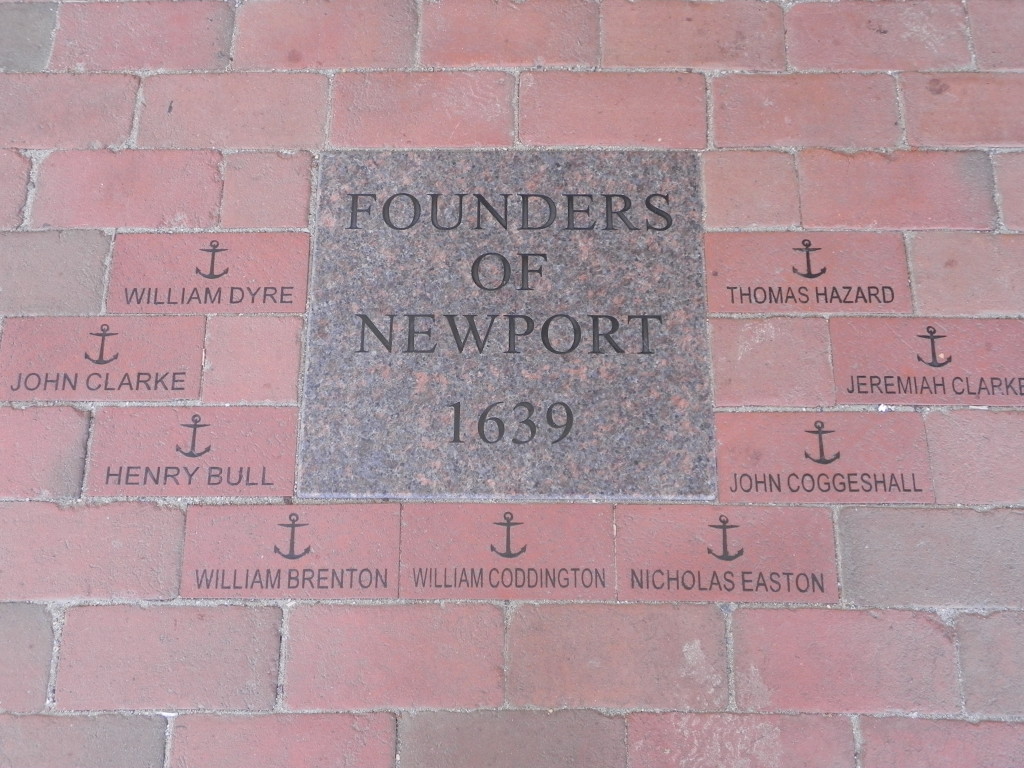 FOUNDERS
OF
NEWPORT
1639
WILLIAM DYRE
THOMAS HAZARD
JOHN CLARKE
JEREMIAH CLARKE
HENRY BULL
JOHN COGGESHALL
WILLIAM BRENTON
WILLIAM CODDINGTON
NICHOLAS EASTON